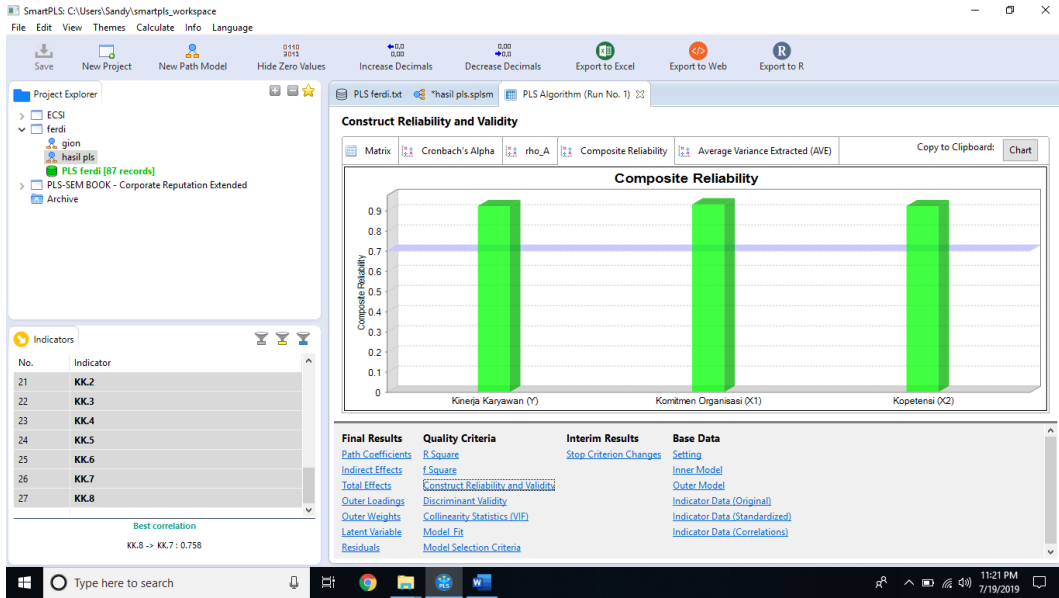 SmartPLS: C:\Users\Sandy\smartpls_workspace
File Edit View Themes Calculate Info Language
Save New Project New Path Model Hide Zero Values Increase Decimals Decrease Decimals Export to Excel Export to Web Export to R
Project Explorer
ECSI
ferdi
gion
hasil pls
PLS ferdi [87 records]
PLS-SEM BOOK - Corporate Reputation Extended
Archive
Indicators
No. Indicator
21 KK.2
22 KK.3
23 KK.4
24 KK.5
25 KK.6
26 KK.7
27 KK.8
Best correlation
KK.8 -> KK.7 : 0.758
PLS ferdi.txt *hasil pls.splsm PLS Algorithm (Run No. 1)
Construct Reliability and Validity
Matrix Cronbach's Alpha rho_A Composite Reliability Average Variance Extracted (AVE) Copy to Clipboard: Chart
Composite Reliability
Composite Reliability
0.9
0.8
0.7
0.6
0.5
0.4
0.3
0.2
0.1
0
Kinerja Karyawan (Y) Komitmen Organisasi (X1) Kopetensi (X2)
Final Results Quality Criteria Interim Results Base Data
Path Coefficients R Square Stop Criterion Changes Setting
Indirect Effects f Square Inner Model
Total Effects Construct Reliability and Validity Outer Model
Outer Loadings Discriminant Validity Indicator Data (Original)
Outer Weights Collinearity Statistics (VIF) Indicator Data (Standardized)
Latent Variable Model_Fit Indicator Data (Correlations)
Residuals Model Selection Criteria
Type here to search
11:21 PM
7/19/2019